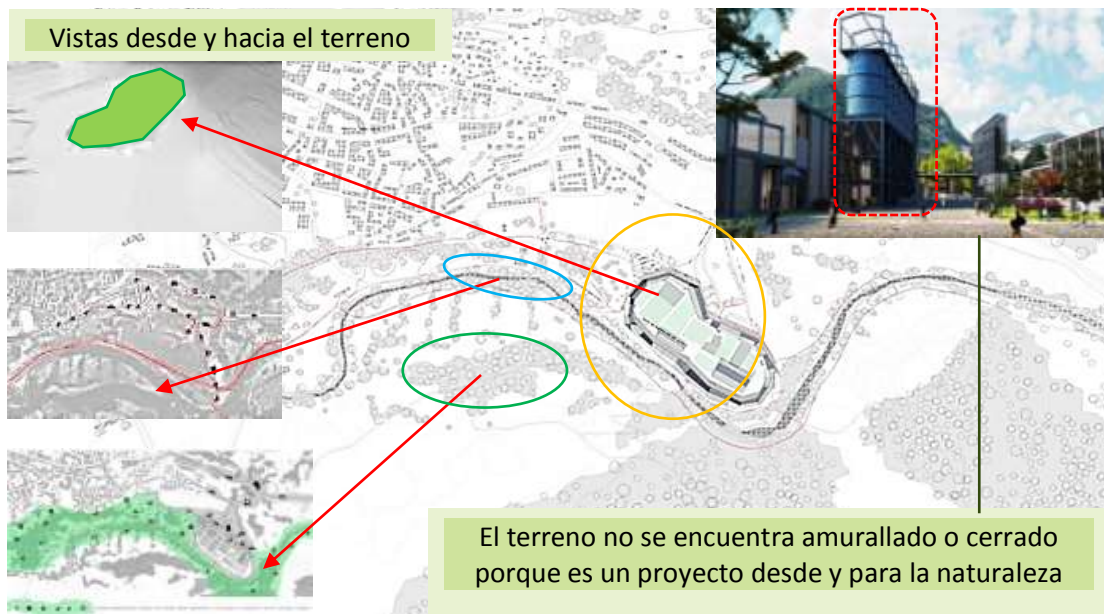 Vistas desde y hacia el terreno
El terreno no se encuentra amurallado o cerrado
porque es un proyecto desde y para la naturaleza